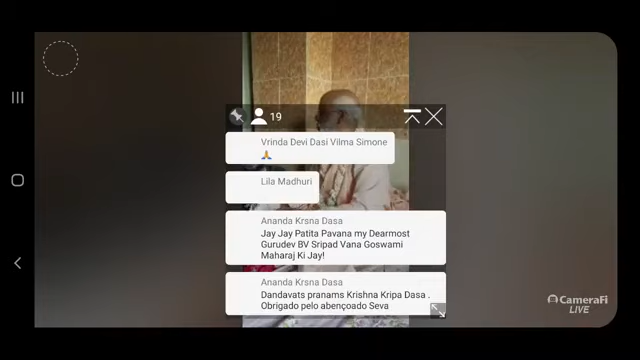 19
Vrinda Devi Dasi Vilma Simone
🙏
Lila Madhuri
Ananda Krsna Dasa
Jay Jay Patita Pavana my Dearmost
Gurudev BV Sripad Vana Goswami
Maharaj Ki Jay!
Ananda Krsna Dasa
Dandavats pranams Krishna Kripa Dasa .
Obrigado pelo abençoado Seva
CameraFi
LIVE